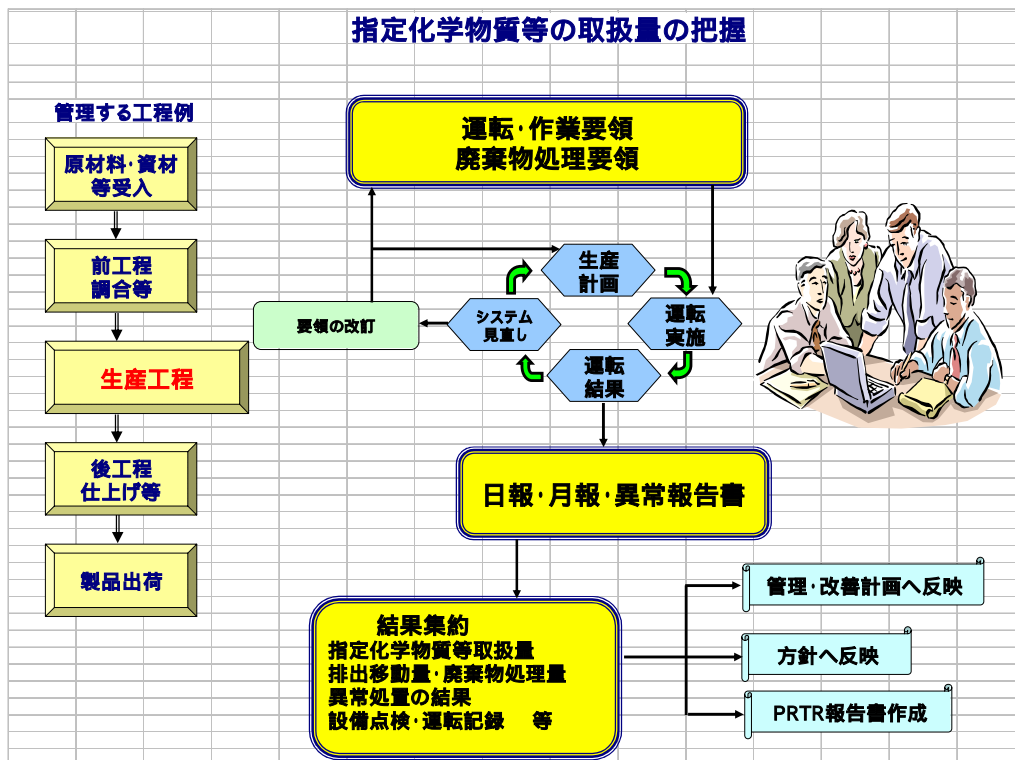 指定化学物質等の取扱量の把握
管理する工程例
原材料･資材
等受入
前工程
調合等
生産工程
後工程
仕上げ等
製品出荷
運転･作業要領
廃棄物処理要領
生産
計画
運転
実施
運転
結果
システム
見直し
要領の改訂
日報･月報･異常報告書
結果集約
指定化学物質等取扱量
排出移動量･廃棄物処理量
異常処置の結果
設備点検･運転記録 等
管理･改善計画へ反映
方針へ反映
PRTR報告書作成